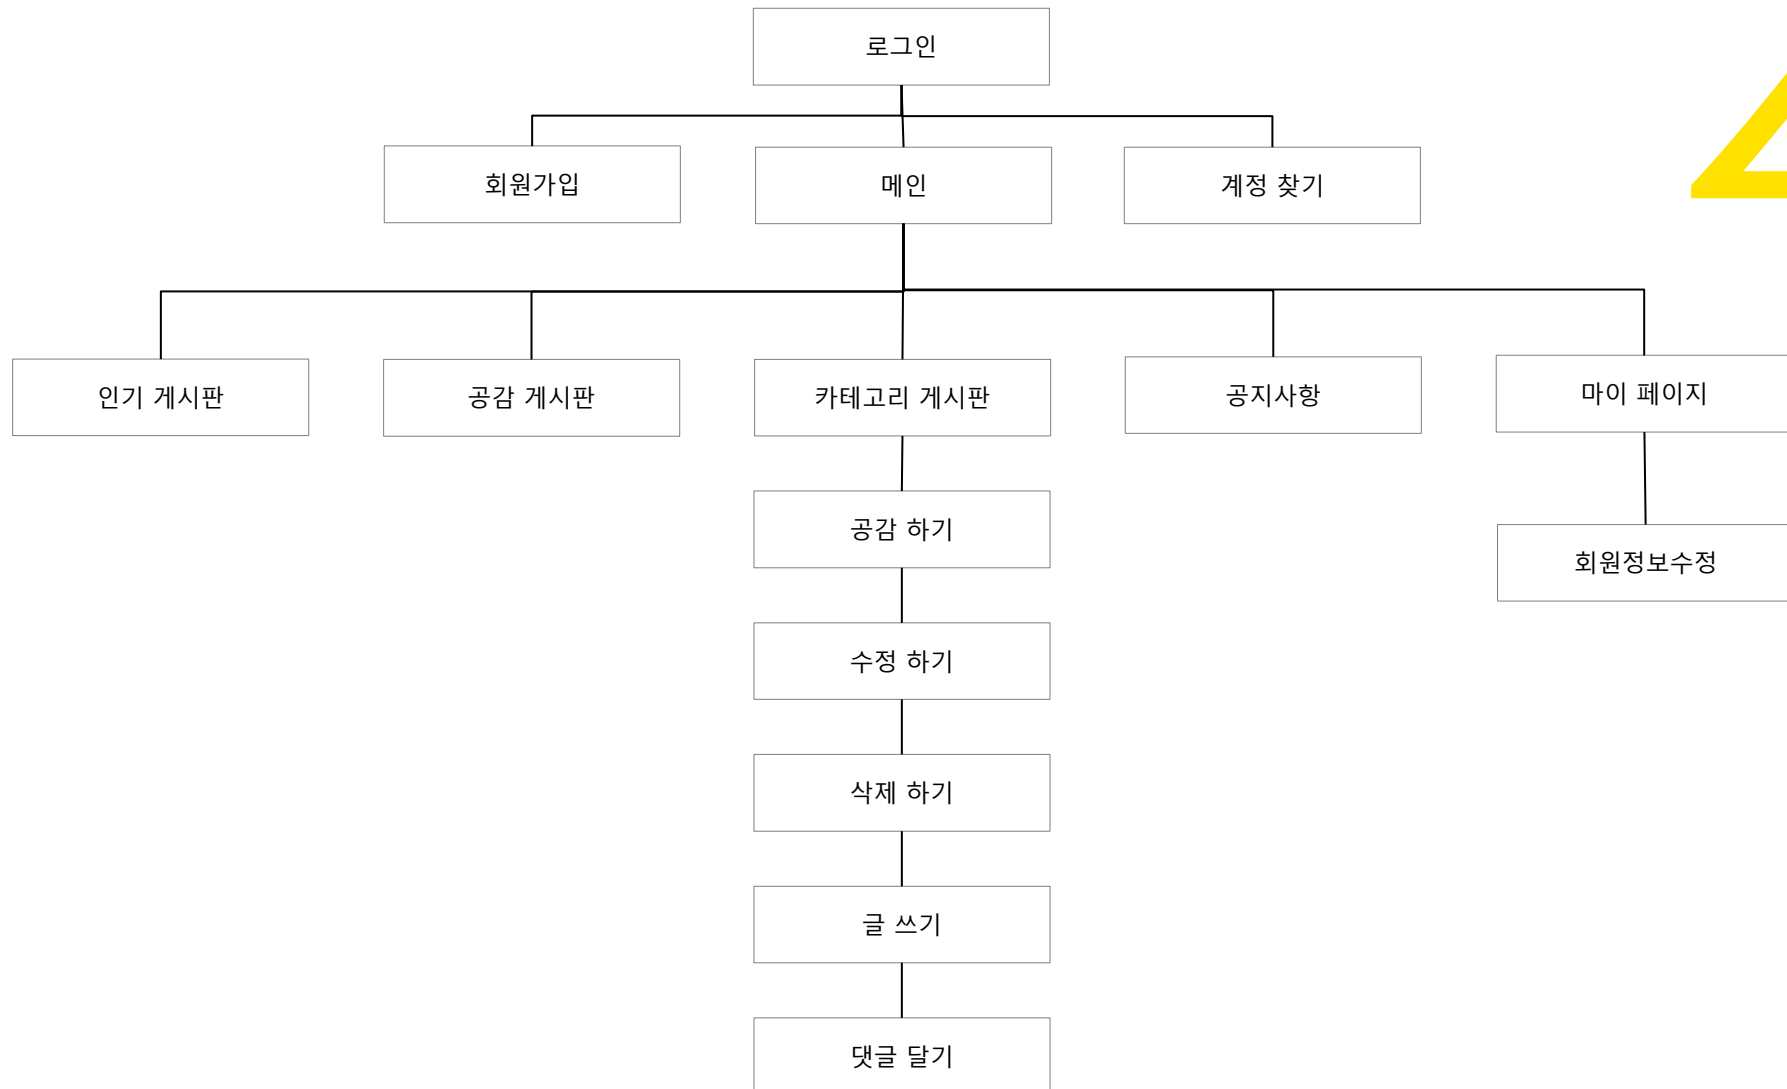 로그인
회원가입
메인
계정 찾기
인기 게시판
공감 게시판
카테고리 게시판
공지사항
마이 페이지
공감 하기
회원정보수정
수정 하기
삭제 하기
글 쓰기
댓글 달기